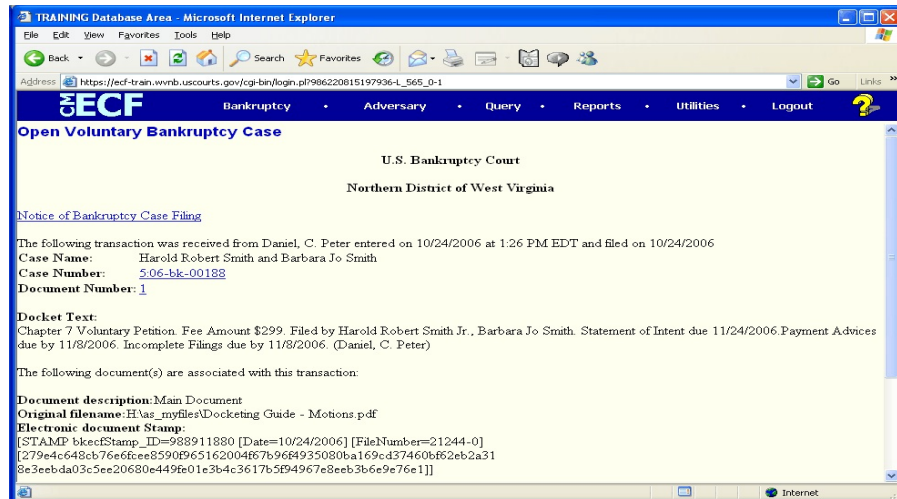 TRAINING Database Area - Microsoft Internet Explorer
File Edit View Favorites Tools Help
Back Search Favorites
Address https://ecf-train.wvnb.uscourts.gov/cgi-bin/login.pl?986220815197936-L_565_0-1 Go Links »
CM ECF Bankruptcy • Adversary • Query • Reports • Utilities • Logout ?
Open Voluntary Bankruptcy Case
U.S. Bankruptcy Court
Northern District of West Virginia
Notice of Bankruptcy Case Filing
The following transaction was received from Daniel, C. Peter entered on 10/24/2006 at 1:26 PM EDT and filed on 10/24/2006
Case Name: Harold Robert Smith and Barbara Jo Smith
Case Number: 5:06-bk-00188
Document Number: 1
Docket Text:
Chapter 7 Voluntary Petition. Fee Amount $299. Filed by Harold Robert Smith Jr., Barbara Jo Smith. Statement of Intent due 11/24/2006.Payment Advices
due by 11/8/2006. Incomplete Filings due by 11/8/2006. (Daniel, C. Peter)
The following document(s) are associated with this transaction:
Document description:Main Document
Original filename:H:\as_myfiles\Docketing Guide - Motions.pdf
Electronic document Stamp:
[STAMP bkecfStamp_ID=988911880 [Date=10/24/2006] [FileNumber=21244-0]
[279e4c648cb76e6fcee8590f965162004f67b96f4935080ba169cd37460bf62eb2a31
8e3eebda03c5ee20680e449fe01e3b4c3617b5f94967e8eeb3b6e9e76e1]]
Internet